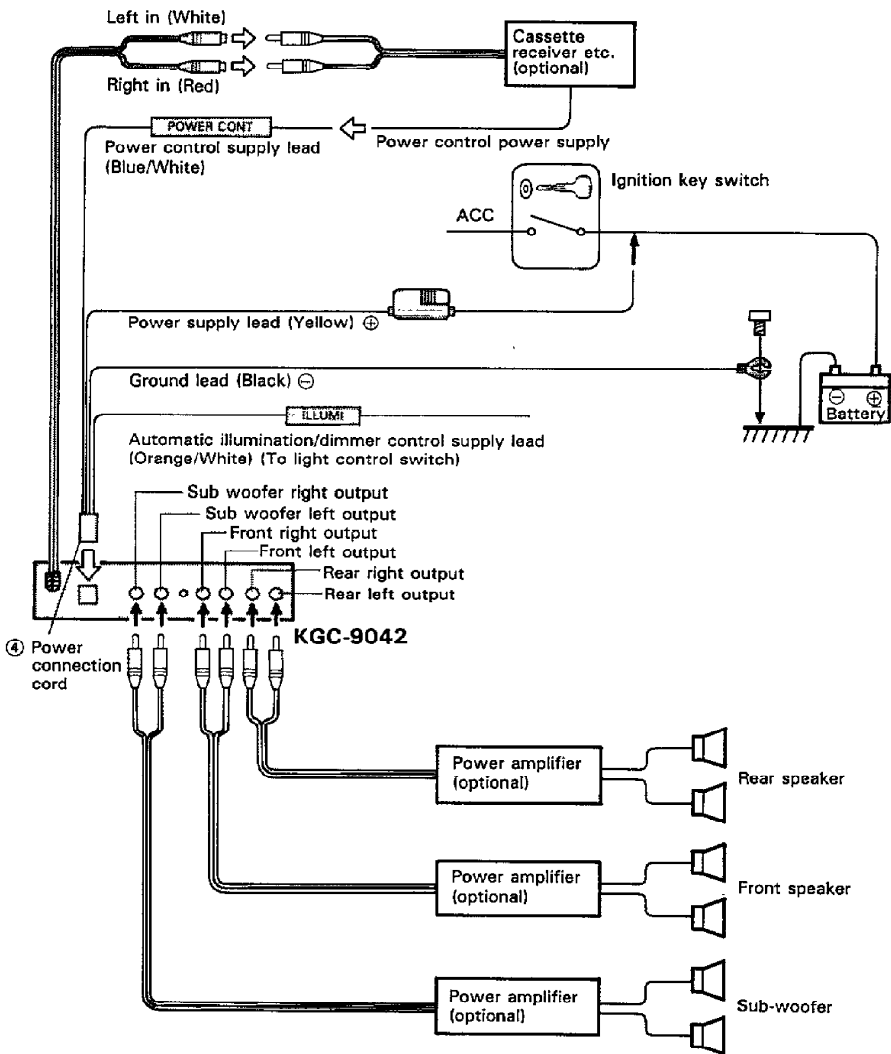 Left in (White)
Right in (Red)
Cassette
receiver etc.
(optional)
POWER CONT
Power control supply lead
(Blue/White)
Power control power supply
Ignition key switch
ACC
Power supply lead (Yellow) ⊕
Ground lead (Black) ⊖
⊖ ⊕
Battery
ILLUMI
Automatic illumination/dimmer control supply lead
(Orange/White) (To light control switch)
Sub woofer right output
Sub woofer left output
Front right output
Front left output
Rear right output
Rear left output
KGC-9042
④ Power
connection
cord
Power amplifier
(optional)
Rear speaker
Power amplifier
(optional)
Front speaker
Power amplifier
(optional)
Sub-woofer